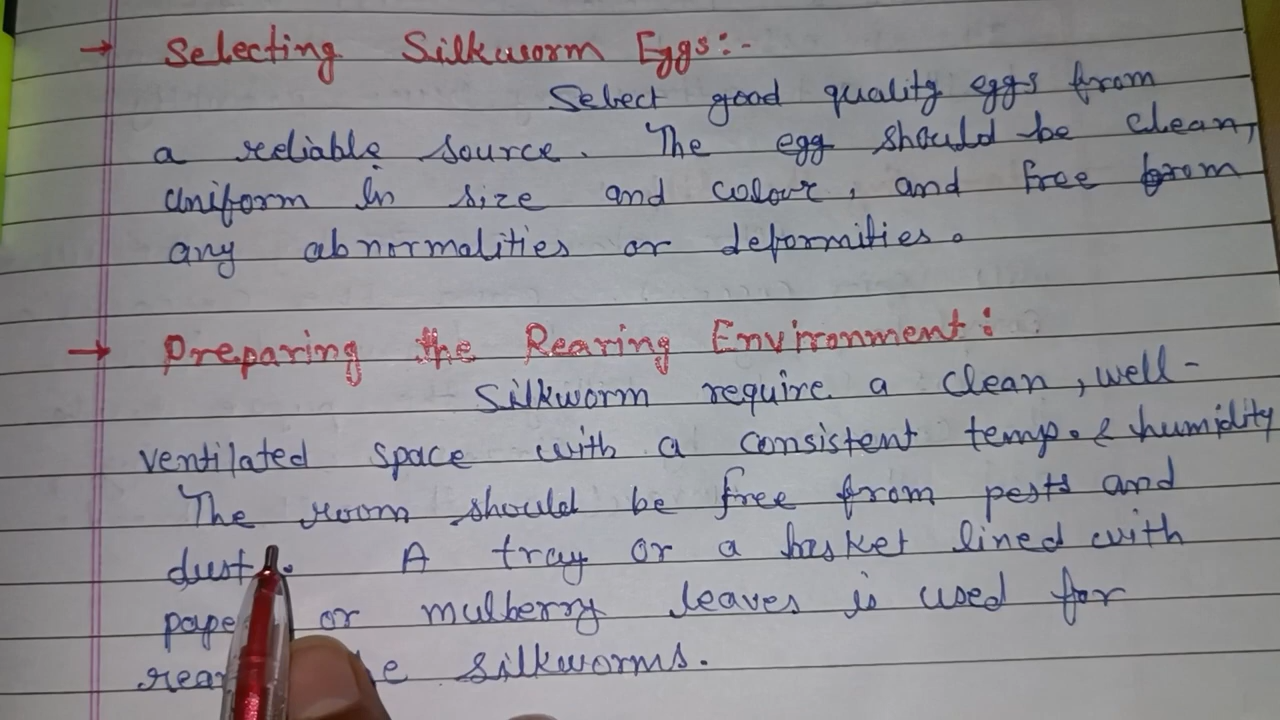 → Selecting Silkworm Eggs:-
Select good quality eggs from
a reliable source. The egg should be clean,
uniform in size and colour, and free from
any abnormalities or deformities.
→ Preparing the Rearing Environment:
Silkworm require a clean, well-
ventilated space with a consistent temp. & humidity
The room should be free from pests and
dust. A tray or a basket lined with
or mulberry leaves is used for
silkworms.